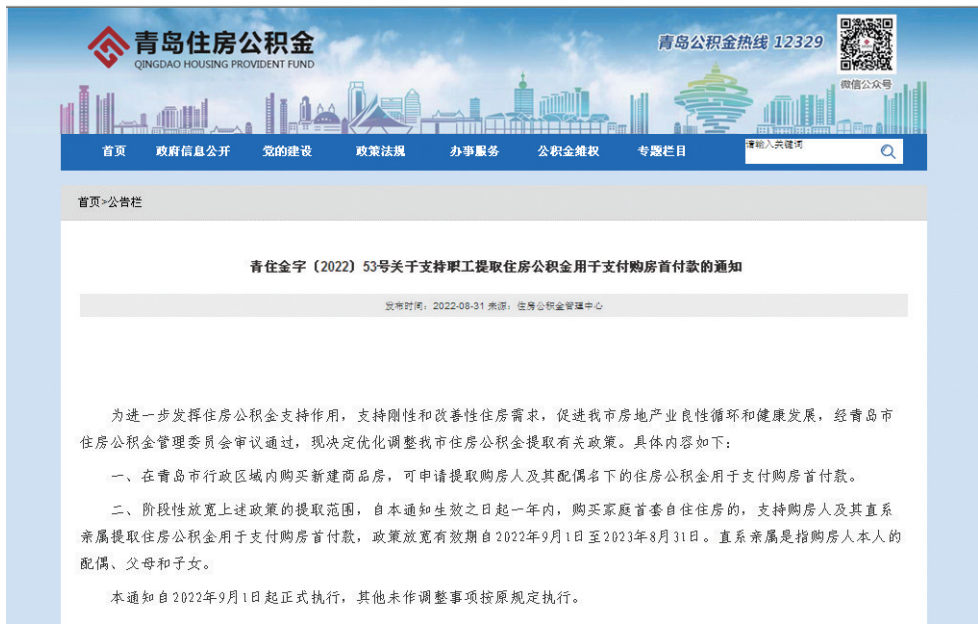 青岛住房公积金
QINGDAO HOUSING PROVIDENT FUND
青岛公积金热线 12329
微信公众号
首页 政府信息公开 党的建设 政策法规 办事服务 公积金维权 专题栏目 请输入关键词
首页>公告栏
青住金字〔2022〕53号关于支持职工提取住房公积金用于支付购房首付款的通知
发布时间：2022-08-31 来源：住房公积金管理中心
为进一步发挥住房公积金支持作用，支持刚性和改善性住房需求，促进我市房地产业良性循环和健康发展，经青岛市
住房公积金管理委员会审议通过，现决定优化调整我市住房公积金提取有关政策。具体内容如下：
一、在青岛市行政区域内购买新建商品房，可申请提取购房人及其配偶名下的住房公积金用于支付购房首付款。
二、阶段性放宽上述政策的提取范围，自本通知生效之日起一年内，购买家庭首套自住住房的，支持购房人及其直系
亲属提取住房公积金用于支付购房首付款，政策放宽有效期自2022年9月1日至2023年8月31日。直系亲属是指购房人本人的
配偶、父母和子女。
本通知自2022年9月1日起正式执行，其他未作调整事项按原规定执行。